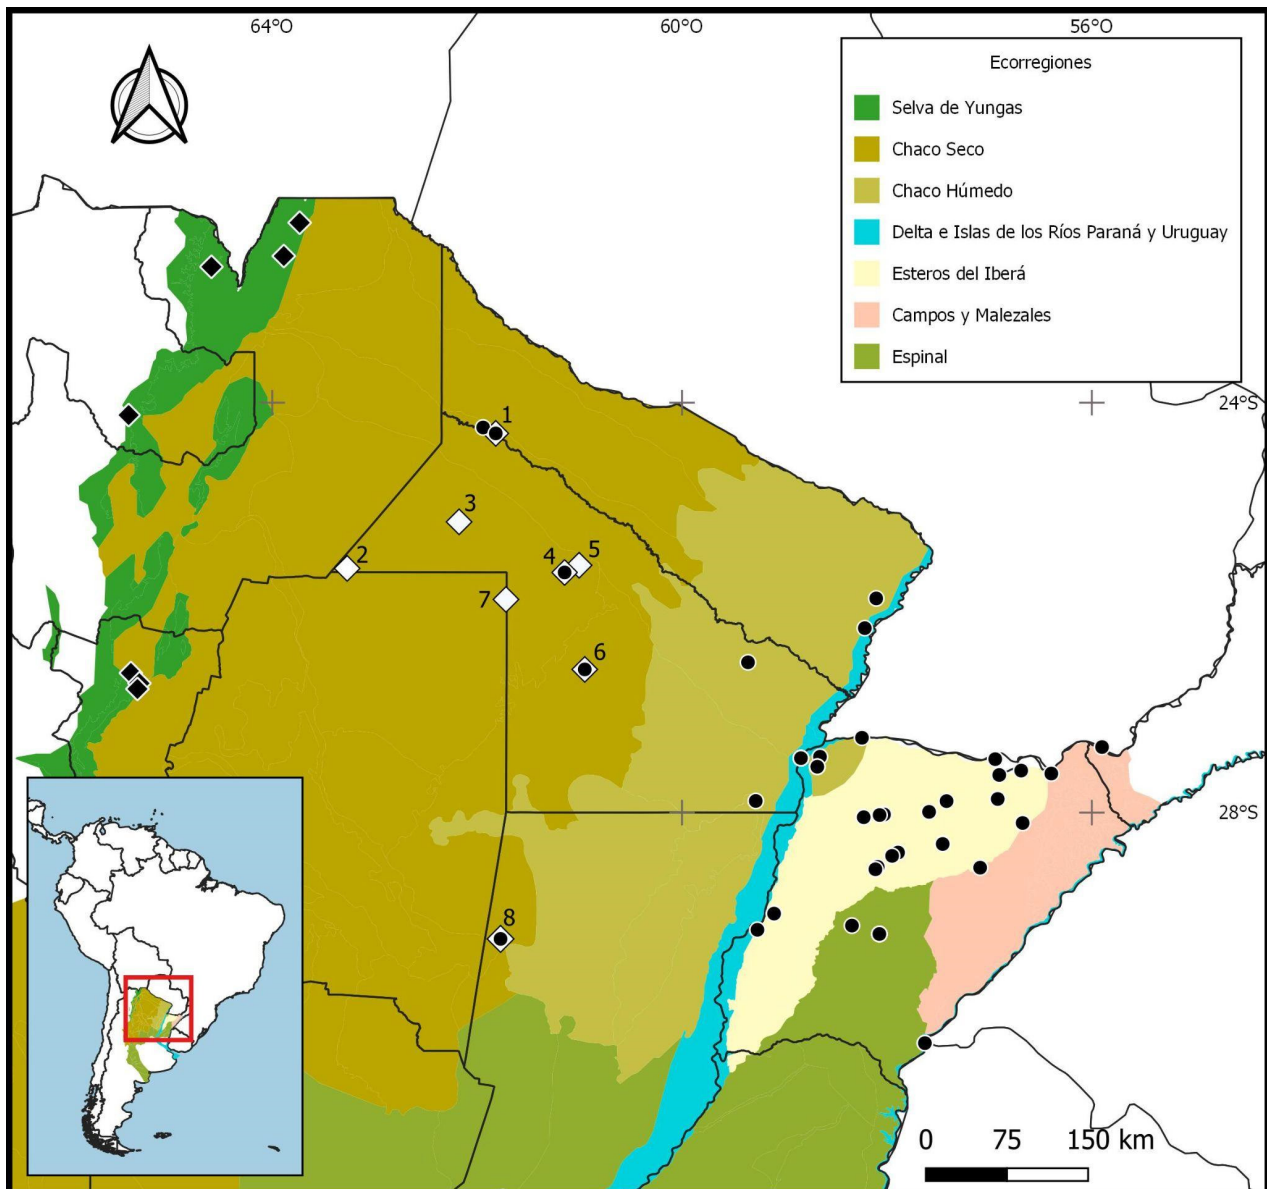 64°O 60°O 56°O
Ecorregiones
Selva de Yungas
Chaco Seco
Chaco Húmedo
Delta e Islas de los Ríos Paraná y Uruguay
Esteros del Iberá
Campos y Malezales
Espinal
24°S
1
3
2
4 5
7
6
28°S
8
0 75 150 km